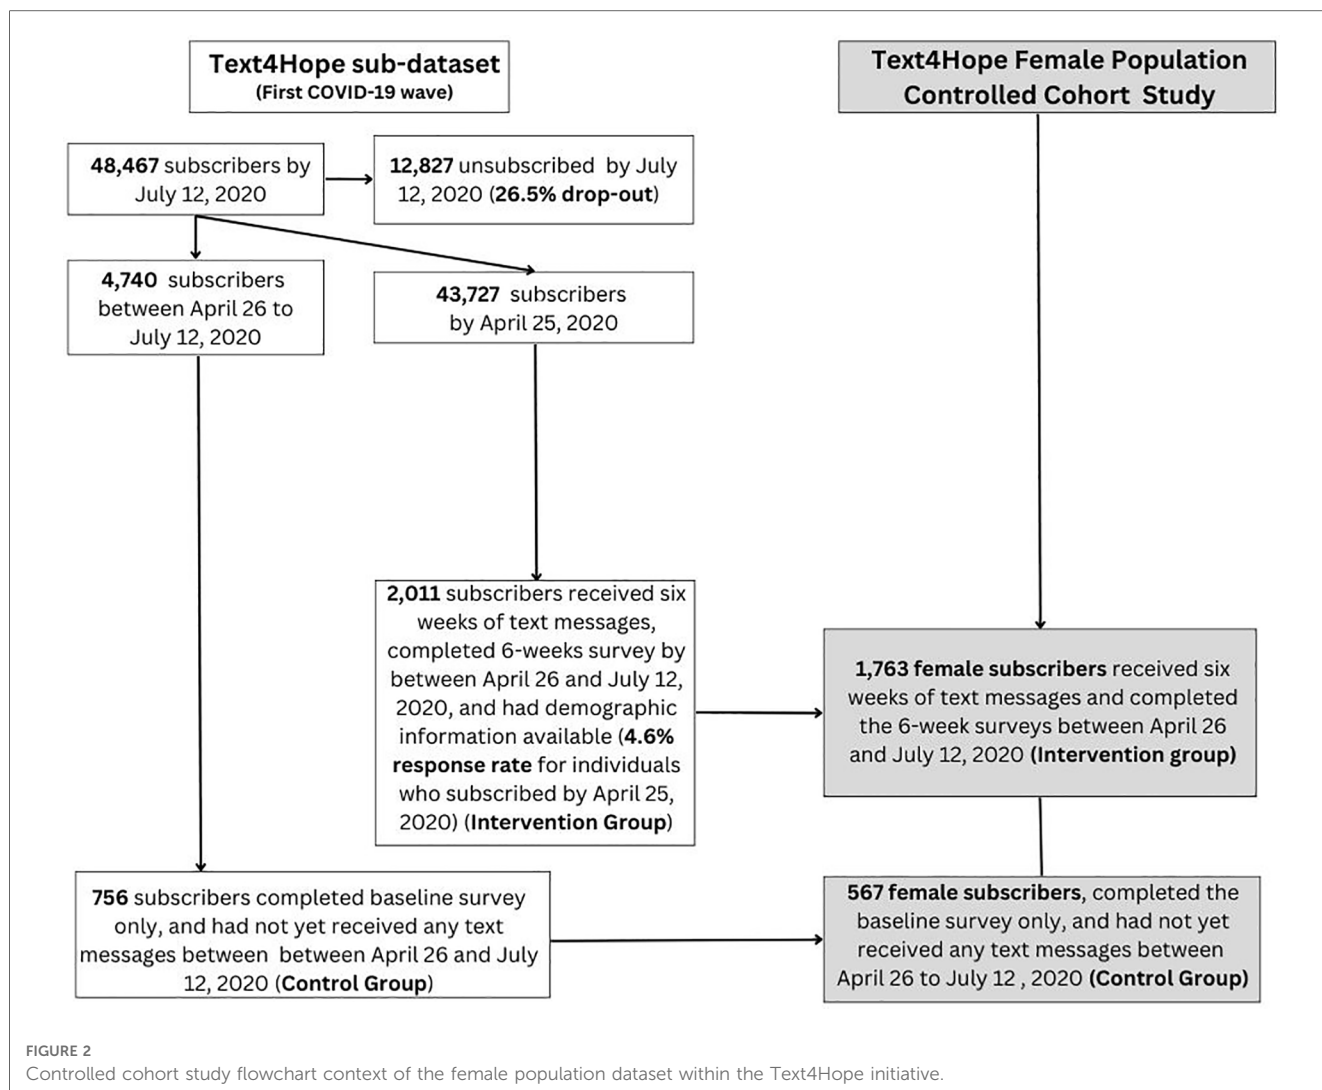 Text4Hope sub-dataset
(First COVID-19 wave)
Text4Hope Female Population
Controlled Cohort Study
48,467 subscribers by
July 12, 2020
12,827 unsubscribed by July
12, 2020 (26.5% drop-out)
4,740 subscribers
between April 26 to
July 12, 2020
43,727 subscribers
by April 25, 2020
2,011 subscribers received six
weeks of text messages,
completed 6-weeks survey by
between April 26 and July 12,
2020, and had demographic
information available (4.6%
response rate for individuals
who subscribed by April 25,
2020) (Intervention Group)
1,763 female subscribers received six
weeks of text messages and completed
the 6-week surveys between April 26
and July 12, 2020 (Intervention group)
756 subscribers completed baseline survey
only, and had not yet received any text
messages between between April 26 and July
12, 2020 (Control Group)
567 female subscribers, completed the
baseline survey only, and had not yet
received any text messages between
April 26 to July 12 , 2020 (Control Group)
FIGURE 2
Controlled cohort study flowchart context of the female population dataset within the Text4Hope initiative.